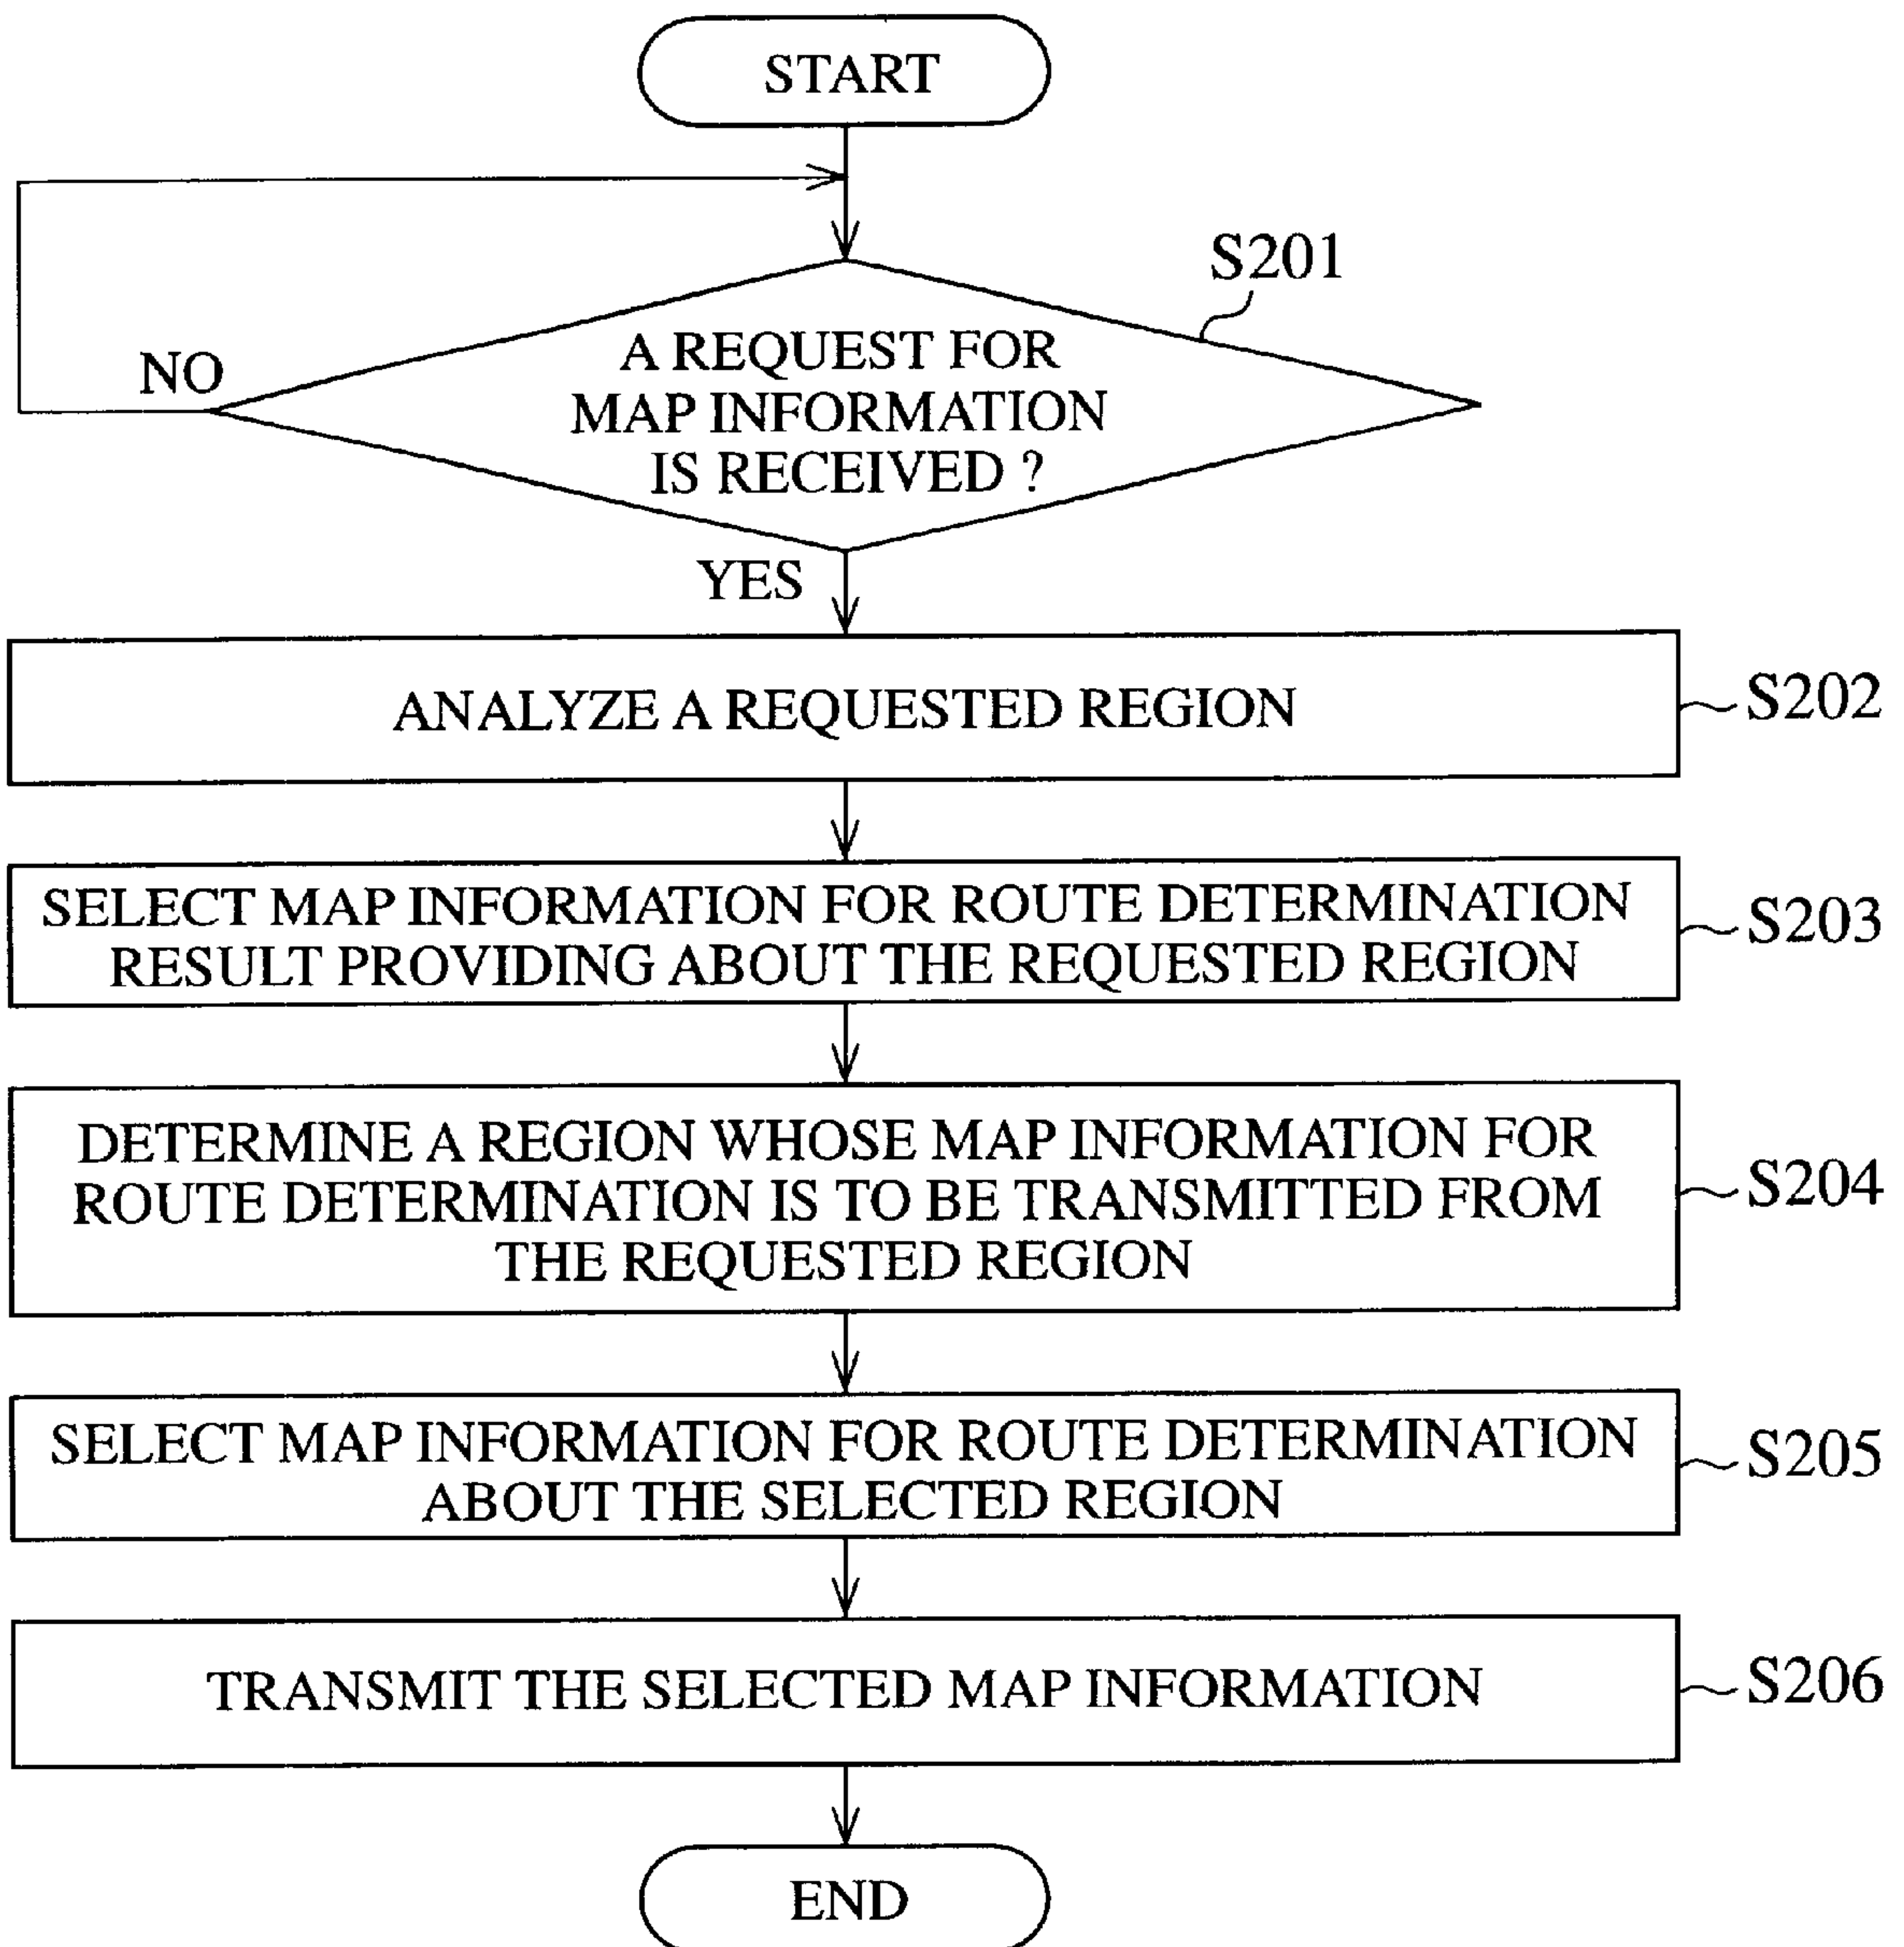 START
S201
A REQUEST FOR
MAP INFORMATION
IS RECEIVED ?
NO
YES
ANALYZE A REQUESTED REGION
S202
SELECT MAP INFORMATION FOR ROUTE DETERMINATION
RESULT PROVIDING ABOUT THE REQUESTED REGION
S203
DETERMINE A REGION WHOSE MAP INFORMATION FOR
ROUTE DETERMINATION IS TO BE TRANSMITTED FROM
THE REQUESTED REGION
S204
SELECT MAP INFORMATION FOR ROUTE DETERMINATION
ABOUT THE SELECTED REGION
S205
TRANSMIT THE SELECTED MAP INFORMATION
S206
END